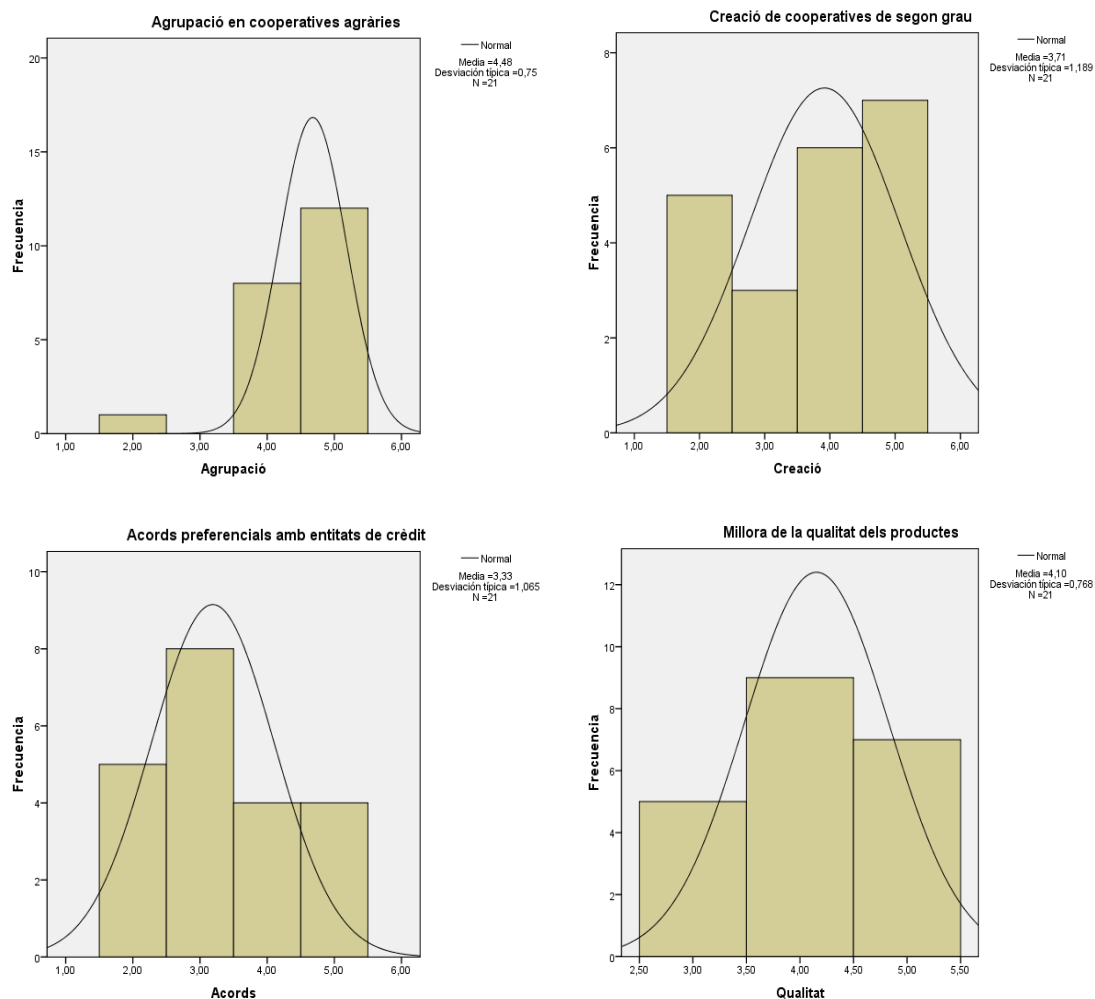 Agrupació en cooperatives agràries
Normal
Media =4,48
Desviación típica =0,75
N =21
Frecuencia
20
15
10
5
0
1,00 2,00 3,00 4,00 5,00 6,00
Agrupació
Creació de cooperatives de segon grau
Normal
Media =3,71
Desviación típica =1,189
N =21
Frecuencia
8
6
4
2
0
1,00 2,00 3,00 4,00 5,00 6,00
Creació
Acords preferencials amb entitats de crèdit
Normal
Media =3,33
Desviación típica =1,065
N =21
Frecuencia
10
8
6
4
2
0
1,00 2,00 3,00 4,00 5,00 6,00
Acords
Millora de la qualitat dels productes
Normal
Media =4,10
Desviación típica =0,768
N =21
Frecuencia
12
10
8
6
4
2
0
2,50 3,00 3,50 4,00 4,50 5,00 5,50
Qualitat